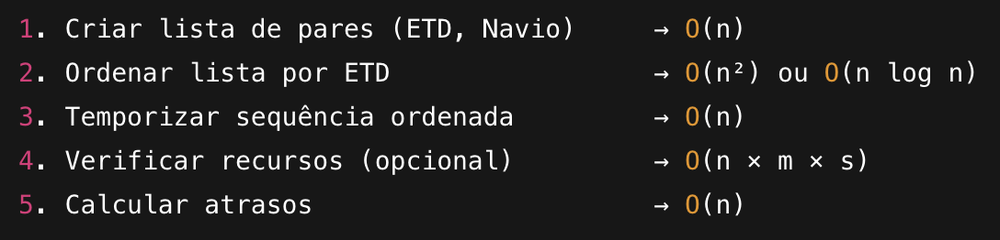 1. Criar lista de pares (ETD, Navio) → O(n)
2. Ordenar lista por ETD → O(n²) ou O(n log n)
3. Temporizar sequência ordenada → O(n)
4. Verificar recursos (opcional) → O(n × m × s)
5. Calcular atrasos → O(n)